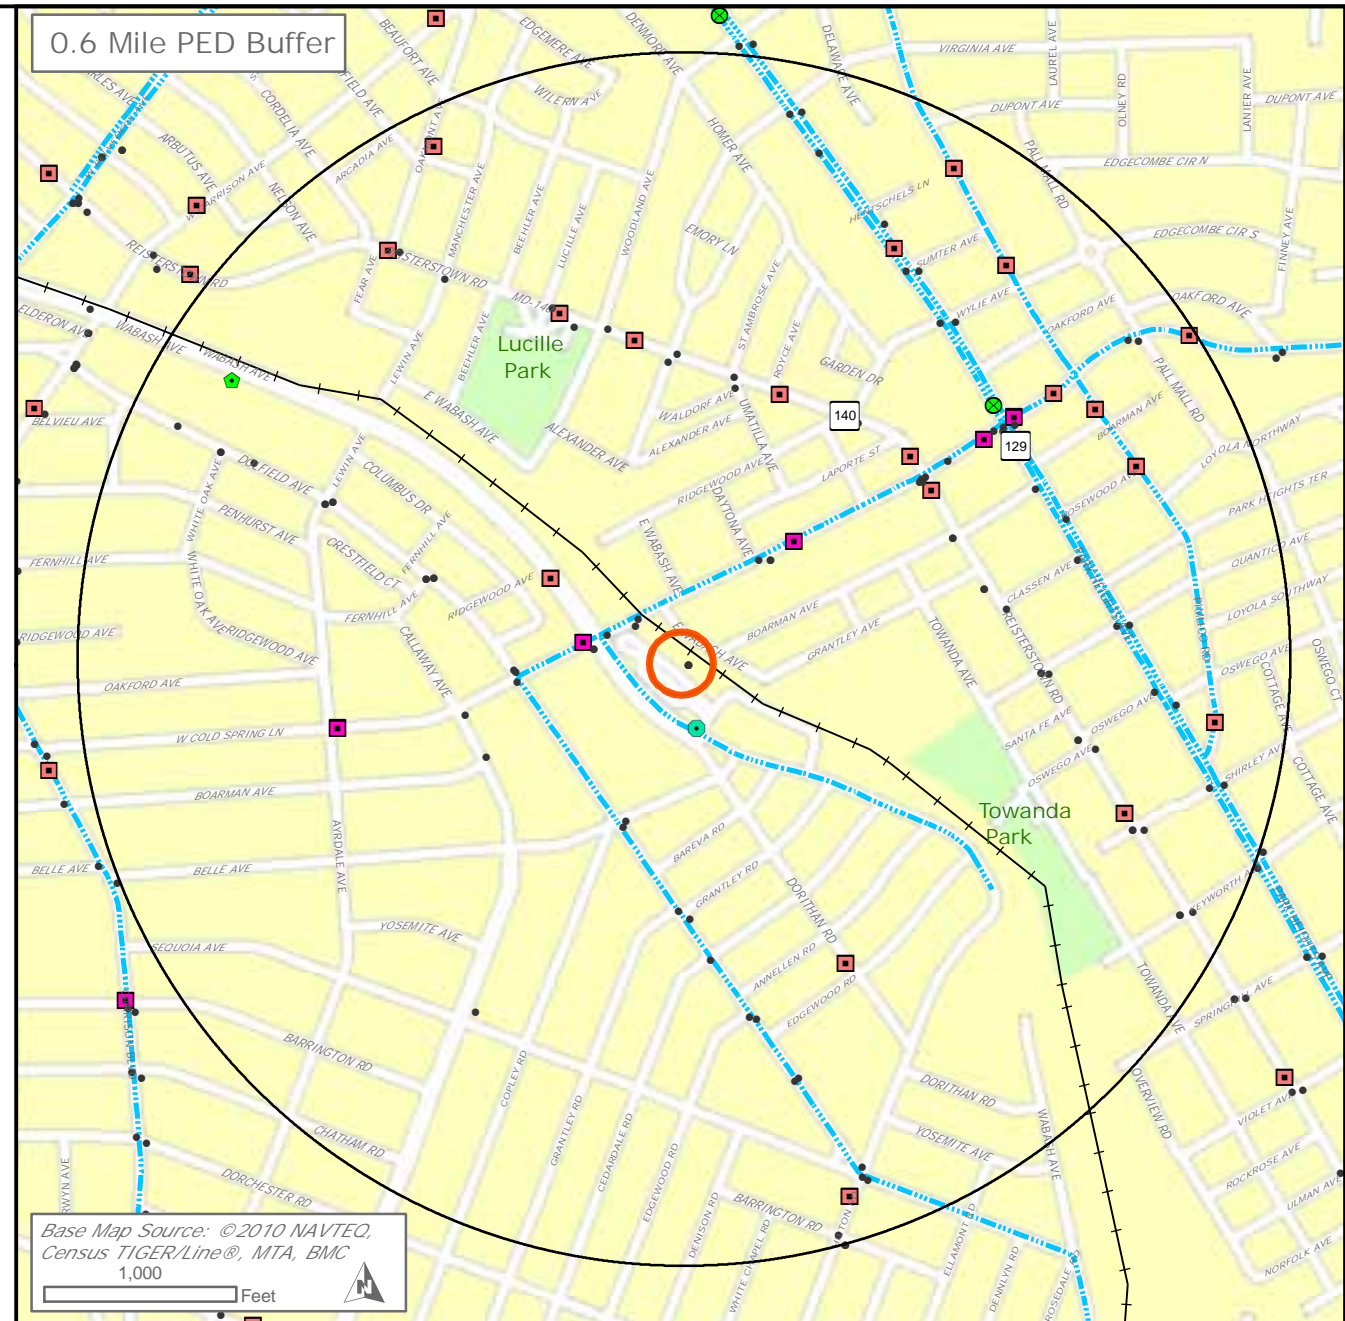 0.6 Mile PED Buffer
BEAUFORT AVE
EDGEMERE AVE
DENMORE AVE
DELAWARE AVE
VIRGINIA AVE
LAUREL AVE
OLNEY RD
LANIER AVE
DUPONT AVE
DUPONT AVE
WILERN AVE
CORDELIA AVE
ARBUTUS AVE
NELSON AVE
ARCADIA AVE
HOMER AVE
PALL MALL RD
EDGECOMBE CIR N
MANCHESTER AVE
BEEHLER AVE
LUCILLE AVE
WOODLAND AVE
EMORY LN
SUMTER AVE
EDGECOMBE CIR S
FINNEY AVE
FEAR AVE
MD-140
ST AMBROSE AVE
ROYCE AVE
WYLIE AVE
OAKFORD AVE
OAKFORD AVE
ELDERON AVE
WABASH AVE
WABASH AVE
LEWIN AVE
BEEHLER AVE
Lucille
Park
GARDEN DR
PALL MALL RD
E WABASH AVE
WALDORF AVE
UMATILLA AVE
140
129
BELVIEU AVE
ALEXANDER AVE
ALEXANDER AVE
LAPORTE ST
BOARMAN AVE
LOYOLA NORTHWAY
DOLFIELD AVE
LEWIN AVE
COLUMBUS DR
RIDGEWOOD AVE
DAYTONA AVE
PARK HEIGHTS TER
WHITE OAK AVE
PENHURST AVE
FERNHILL AVE
CRESTFIELD CT
E WABASH AVE
CLASSEN AVE
QUANTICO AVE
FERNHILL AVE
WHITE OAK AVE
FERNHILL AVE
RIDGEWOOD AVE
BOARMAN AVE
GRANTLEY AVE
TOWANDA AVE
REISTERSTOWN RD
LOYOLA SOUTHWAY
RIDGEWOOD AVE
RIDGEWOOD AVE
CALLAWAY AVE
OSWEGO AVE
COTTAGE AVE
OSWEGO CT
OAKFORD AVE
W COLD SPRING LN
SANTA FE AVE
OSWEGO AVE
OSWEGO AVE
SHIRLEY AVE
COTTAGE AVE
BOARMAN AVE
AYRDALE AVE
Towanda
Park
BAREVA RD
BELLE AVE
BELLE AVE
GRANTLEY RD
DORITHAN RD
YOSEMITE AVE
SEQUOIA AVE
ANNELLEN RD
EDGEWOOD RD
TOWANDA AVE
BARRINGTON RD
COPLEY RD
DORITHAN RD
OVERVIEW RD
VIOLET AVE
CHATHAM RD
GRANTLEY RD
CEDARDALE RD
EDGEWOOD RD
YOSEMITE AVE
WABASH AVE
ROCKROSE AVE
ULMAN AVE
DORCHESTER RD
DENISON RD
BARRINGTON RD
WHITE CHAPEL RD
ELLAMONT RD
DENNLYN RD
NORFOLK AVE
Base Map Source: ©2010 NAVTEQ,
Census TIGER/Line®, MTA, BMC
1,000
Feet
N